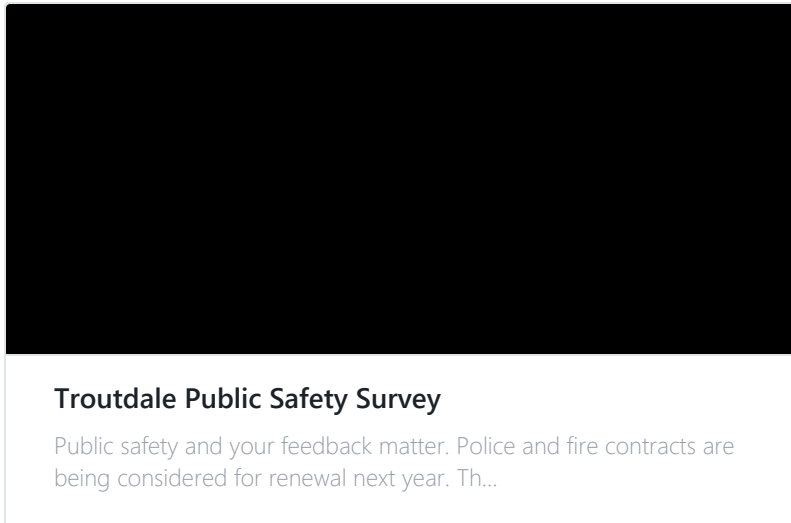 Troutdale Public Safety Survey
Public safety and your feedback matter. Police and fire contracts are
being considered for renewal next year. Th...